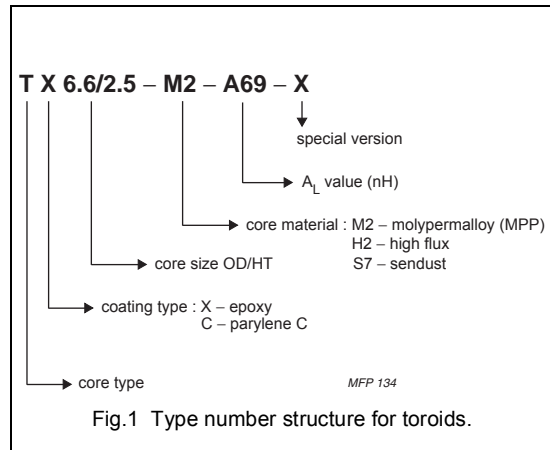 T X 6.6/2.5 – M2 – A69 – X
special version
AL value (nH)
core material : M2 – molypermalloy (MPP)
H2 – high flux
S7 – sendust
core size OD/HT
coating type : X – epoxy
C – parylene C
core type
MFP 134
Fig.1 Type number structure for toroids.